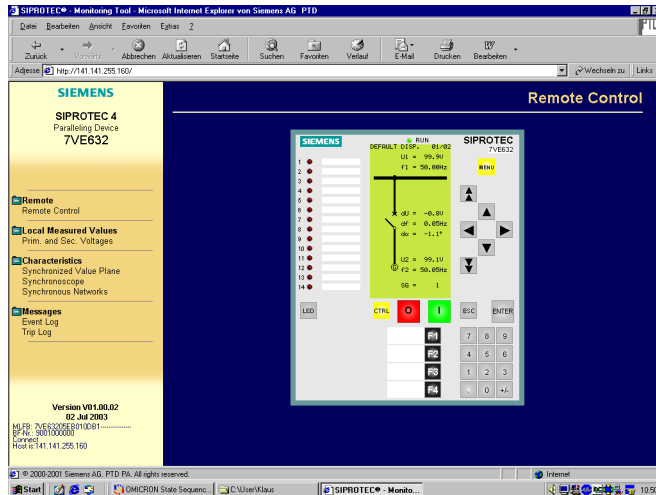 SIPROTEC® - Monitoring Tool - Microsoft Internet Explorer von Siemens AG PTD
Datei Bearbeiten Ansicht Favoriten Extras ?
Zurück Vorwärts Abbrechen Aktualisieren Startseite Suchen Favoriten Verlauf E-Mail Drucken Bearbeiten
Adresse http://141.141.255.160/ Wechseln zu Links
SIEMENS
SIPROTEC 4
Paralleling Device
7VE632
Remote
Remote Control
Local Measured Values
Prim. and Sec. Voltages
Characteristics
Synchronized Value Plane
Synchronoscope
Synchronous Networks
Messages
Event Log
Trip Log
Version V01.00.02
02 Jul 2003
MLFB: 7VE63205EB010DB1--------------
BF-Nr.: 9001000000
Connect
Host is:141.141.255.160
Remote Control
SIEMENS
RUN
SIPROTEC
7VE632
DEFAULT DISP. 01/02
U1 = 99.9V
f1 = 50.00Hz
MENU
1
2
3
4
5
6
7
8
9
10
11
12
13
14
dU = -0.8V
df = 0.05Hz
dα = -1.1°
U2 = 99.1V
f2 = 50.05Hz
SG = 1
LED CTRL O I ESC ENTER
F1 7 8 9
F2 4 5 6
F3 1 2 3
F4 . 0 +/-
© 2000-2001 Siemens AG. PTD PA. All rights reserved.
Internet
Start OMICRON State Sequenc... C:\User\Klaus SIPROTEC® - Monito... 10:50